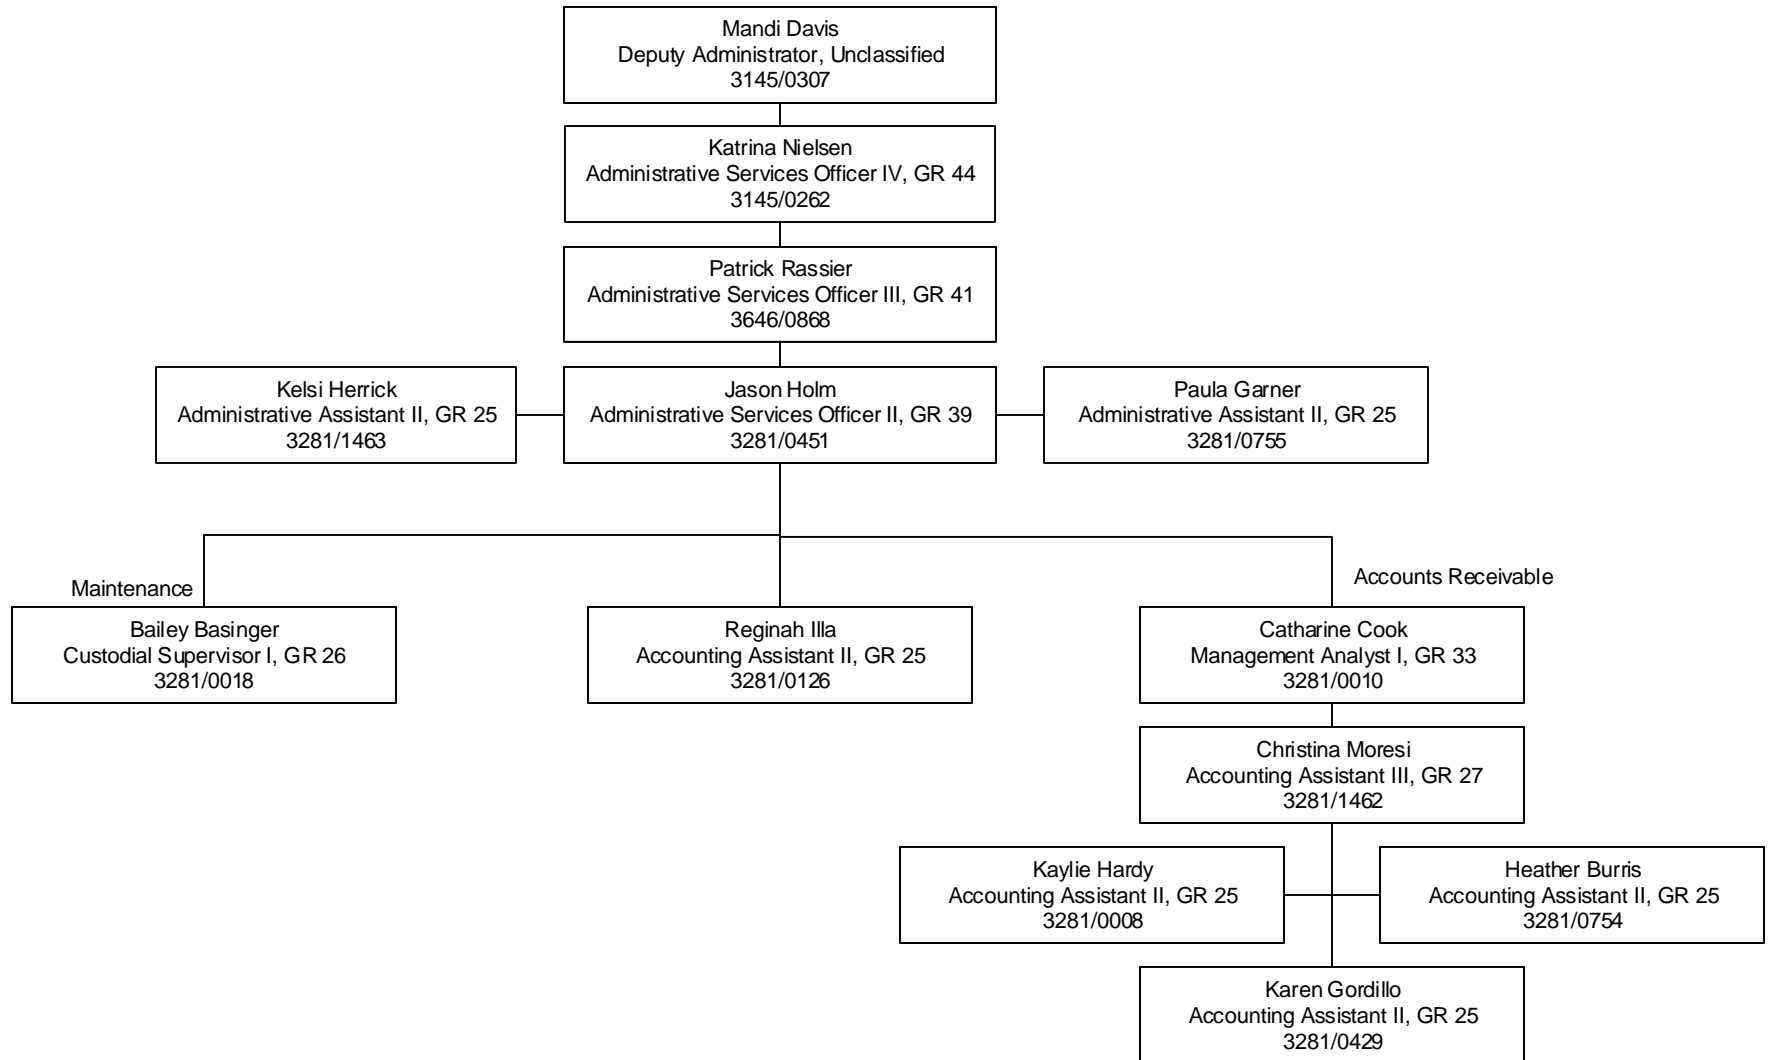 Mandi Davis
Deputy Administrator, Unclassified
3145/0307
Katrina Nielsen
Administrative Services Officer IV, GR 44
3145/0262
Patrick Rassier
Administrative Services Officer III, GR 41
3646/0868
Kelsi Herrick
Administrative Assistant II, GR 25
3281/1463
Jason Holm
Administrative Services Officer II, GR 39
3281/0451
Paula Garner
Administrative Assistant II, GR 25
3281/0755
Maintenance
Bailey Basinger
Custodial Supervisor I, GR 26
3281/0018
Reginah Illa
Accounting Assistant II, GR 25
3281/0126
Accounts Receivable
Catharine Cook
Management Analyst I, GR 33
3281/0010
Christina Moresi
Accounting Assistant III, GR 27
3281/1462
Kaylie Hardy
Accounting Assistant II, GR 25
3281/0008
Heather Burris
Accounting Assistant II, GR 25
3281/0754
Karen Gordillo
Accounting Assistant II, GR 25
3281/0429